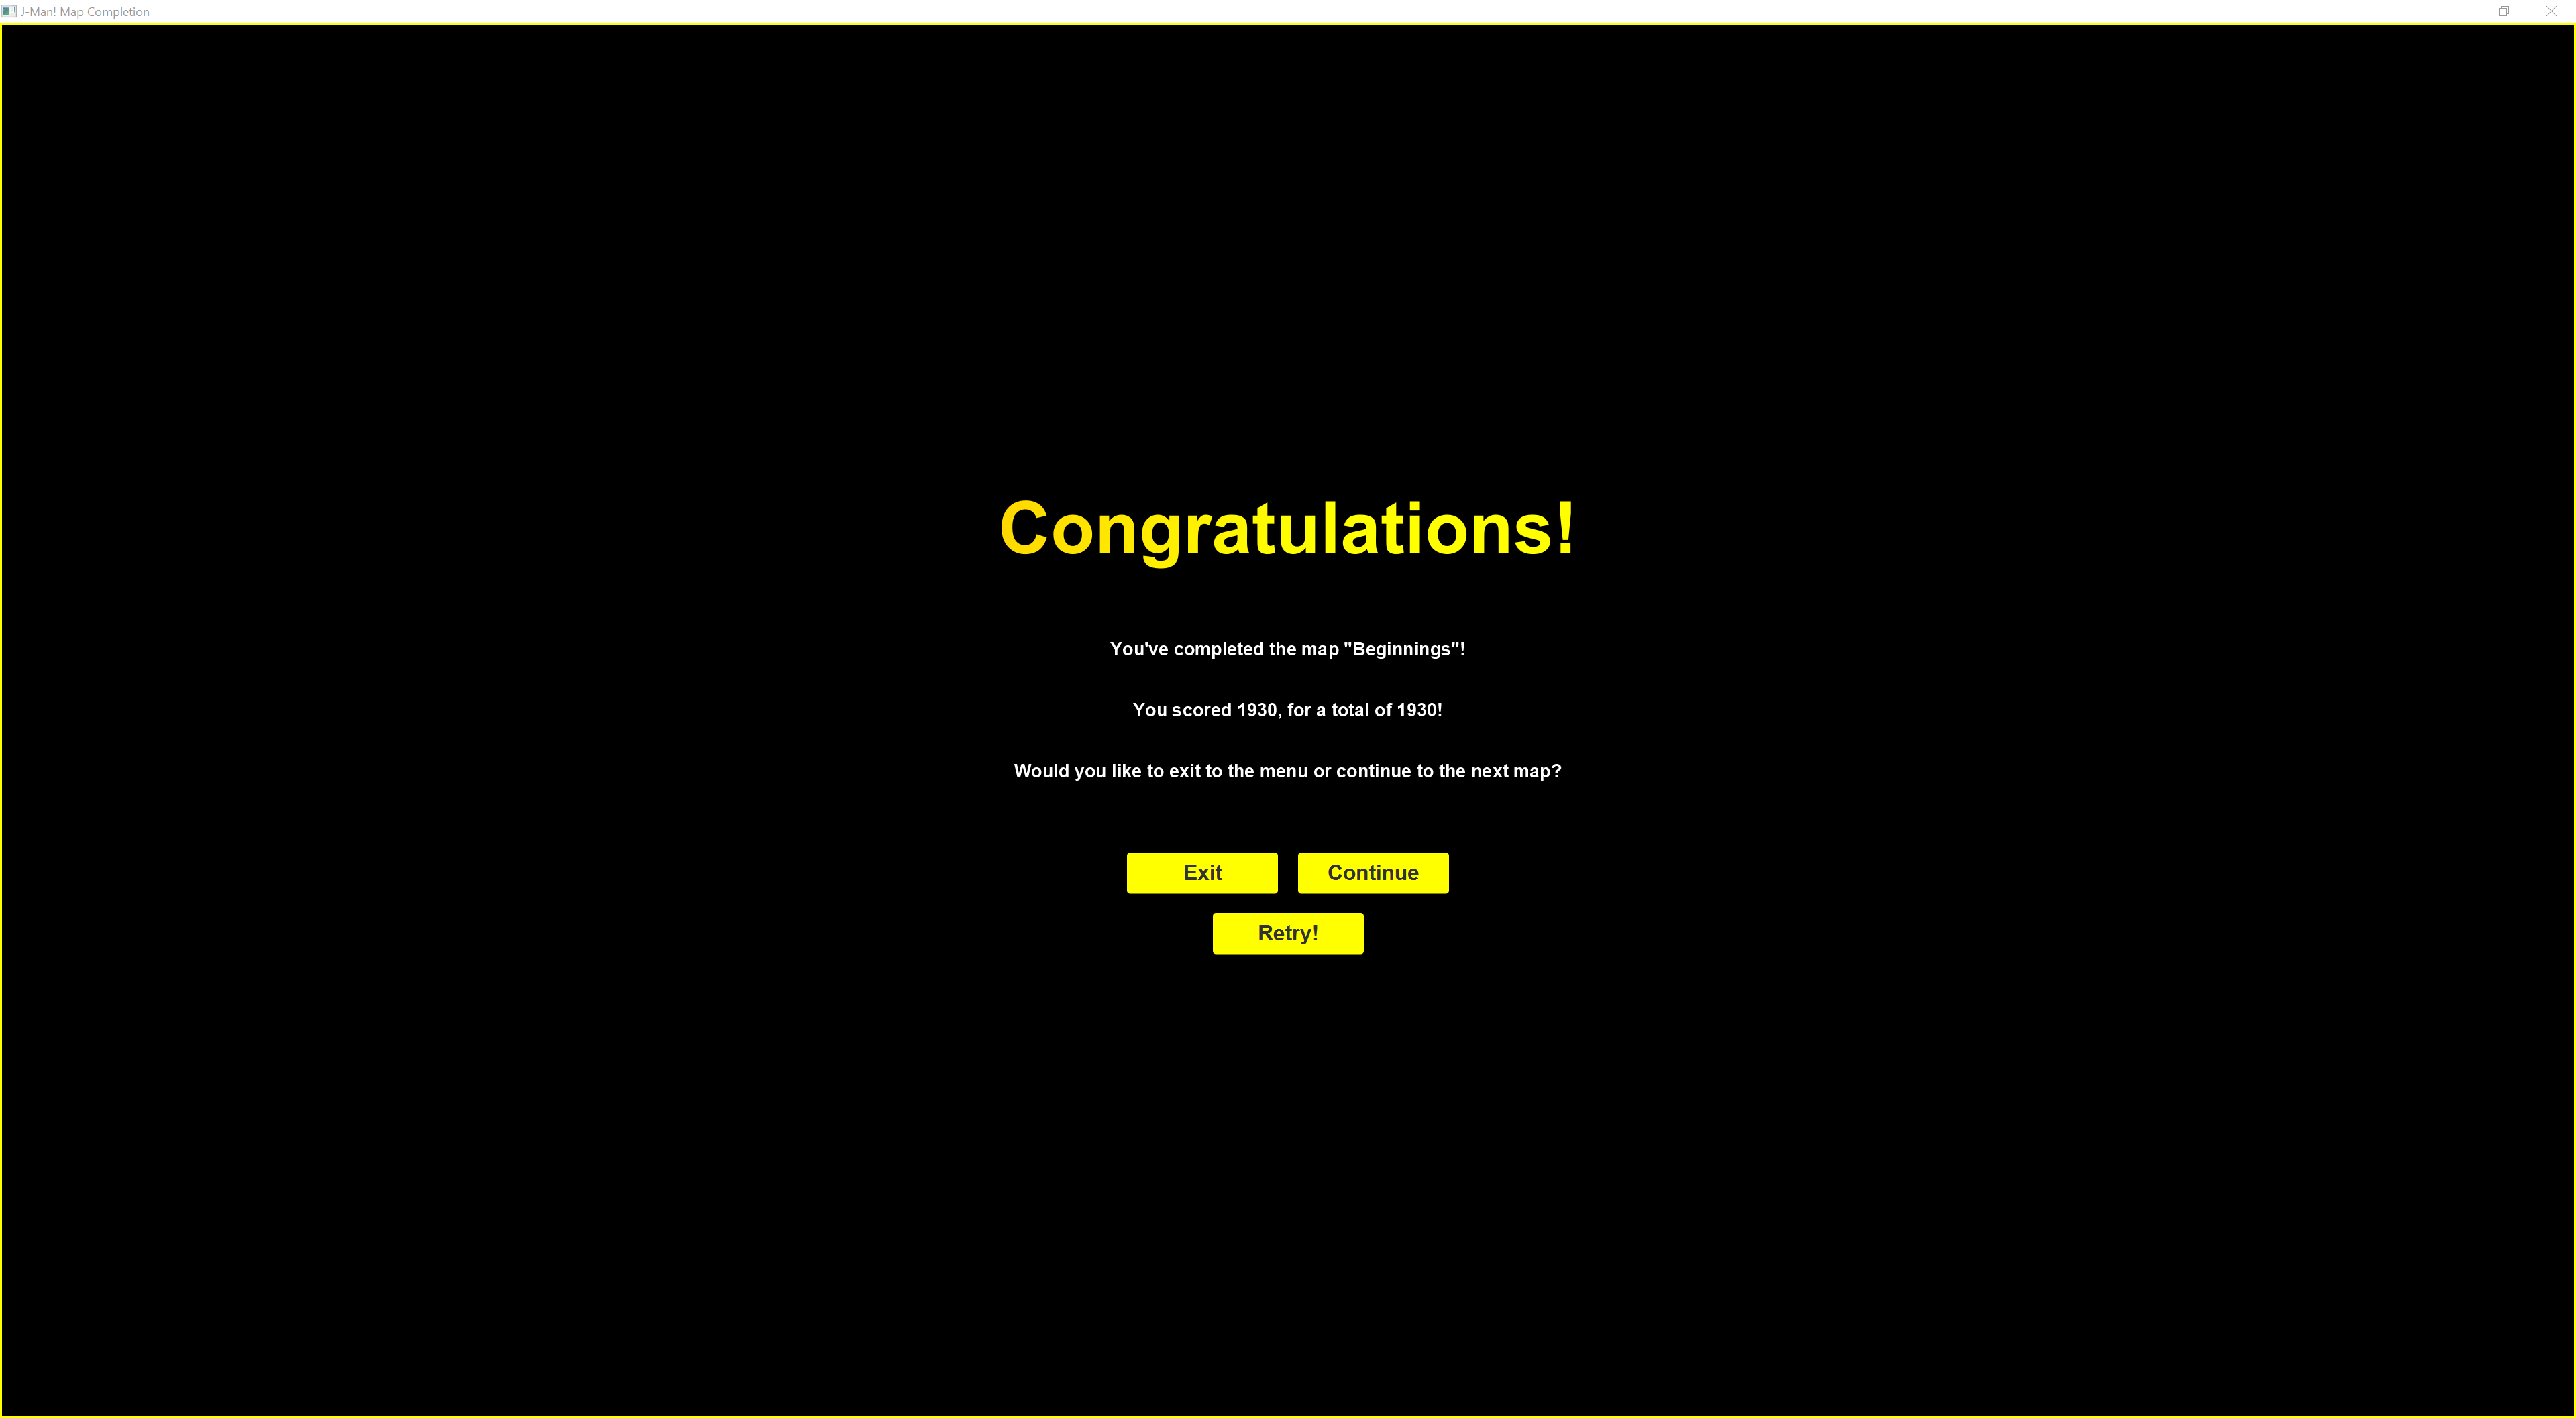 J-Man! Map Completion
Congratulations!
You've completed the map "Beginnings"!
You scored 1930, for a total of 1930!
Would you like to exit to the menu or continue to the next map?
Exit Continue
Retry!